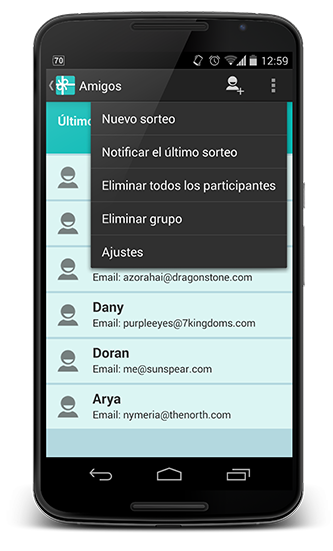 70
12:59
Amigos
Nuevo sorteo
Último
Notificar el último sorteo
Eliminar todos los participantes
Eliminar grupo
Ajustes
Email: azorahai@dragonstone.com
Dany
Email: purpleeyes@7kingdoms.com
Doran
Email: me@sunspear.com
Arya
Email: nymeria@thenorth.com